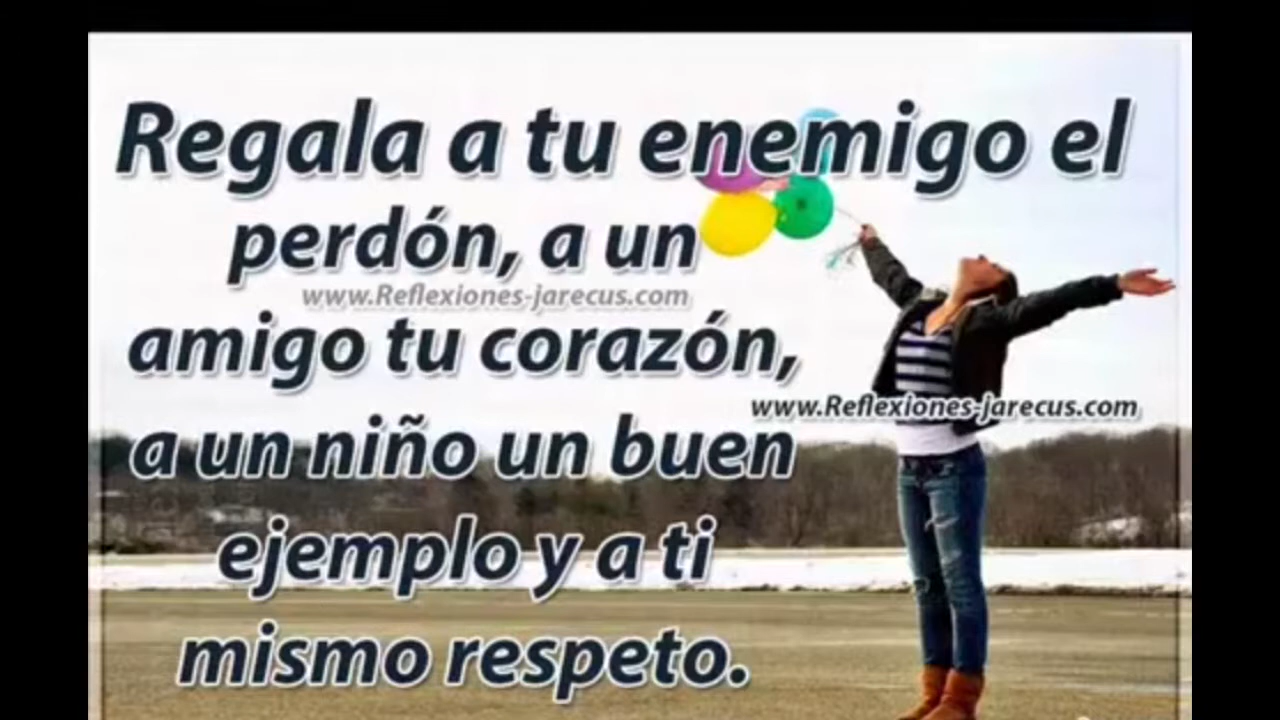 Regala a tu enemigo el
perdón, a un
www.Reflexiones-jarecus.com
amigo tu corazón,
www.Reflexiones-jarecus.com
a un niño un buen
ejemplo y a ti
mismo respeto.